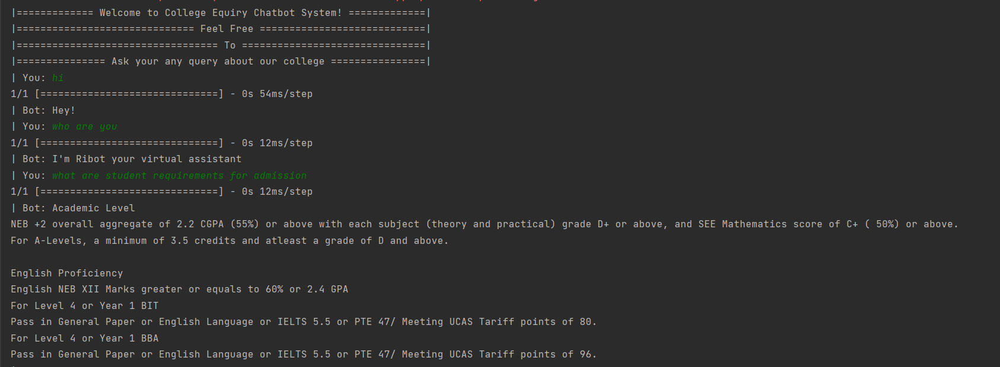 |============= Welcome to College Equiry Chatbot System! =============|
|============================== Feel Free ============================|
|================================== To ===============================|
|=============== Ask your any query about our college ================|
| You: hi
1/1 [==============================] - 0s 54ms/step
| Bot: Hey!
| You: who are you
1/1 [==============================] - 0s 12ms/step
| Bot: I'm Ribot your virtual assistant
| You: what are student requirements for admission
1/1 [==============================] - 0s 12ms/step
| Bot: Academic Level
NEB +2 overall aggregate of 2.2 CGPA (55%) or above with each subject (theory and practical) grade D+ or above, and SEE Mathematics score of C+ ( 50%) or above.
For A-Levels, a minimum of 3.5 credits and atleast a grade of D and above.

English Proficiency
English NEB XII Marks greater or equals to 60% or 2.4 GPA
For Level 4 or Year 1 BIT
Pass in General Paper or English Language or IELTS 5.5 or PTE 47/ Meeting UCAS Tariff points of 80.
For Level 4 or Year 1 BBA
Pass in General Paper or English Language or IELTS 5.5 or PTE 47/ Meeting UCAS Tariff points of 96.